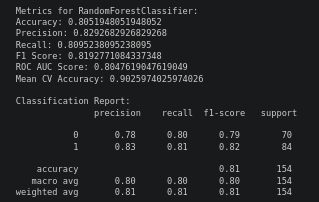 Metrics for RandomForestClassifier:
Accuracy: 0.8051948051948052
Precision: 0.8292682926829268
Recall: 0.8095238095238095
F1 Score: 0.8192771084337348
ROC AUC Score: 0.8047619047619049
Mean CV Accuracy: 0.9025974025974026
Classification Report:
precision recall f1-score support
0 0.78 0.80 0.79 70
1 0.83 0.81 0.82 84
accuracy 0.81 154
macro avg 0.80 0.80 0.80 154
weighted avg 0.81 0.81 0.81 154